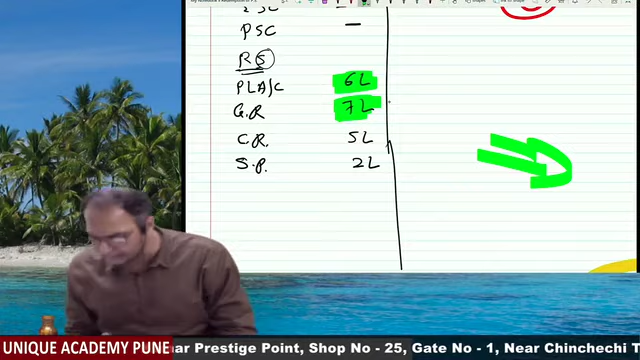 PSC —
R(S)
PLA/C 6L
G.R 7L
C.R. 5L
S.P. 2L
UNIQUE ACADEMY PUNE
ar Prestige Point, Shop No - 25, Gate No - 1, Near Chinchechi T